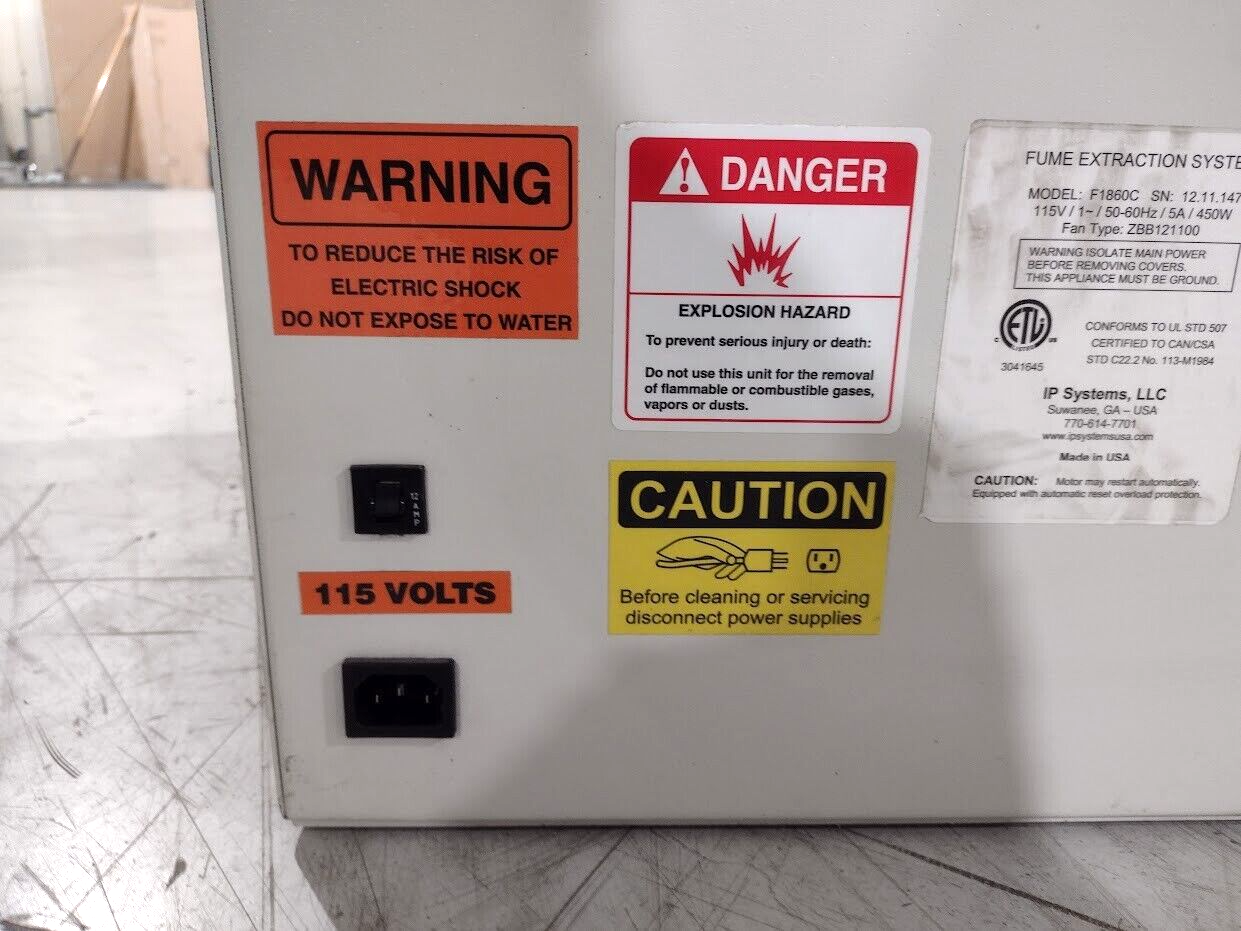 WARNING
TO REDUCE THE RISK OF
ELECTRIC SHOCK
DO NOT EXPOSE TO WATER
DANGER
EXPLOSION HAZARD
To prevent serious injury or death:
Do not use this unit for the removal
of flammable or combustible gases,
vapors or dusts.
FUME EXTRACTION SYSTE
MODEL: F1860C SN: 12.11.147
115V / 1~ / 50-60Hz / 5A / 450W
Fan Type: ZBB121100
WARNING ISOLATE MAIN POWER
BEFORE REMOVING COVERS.
THIS APPLIANCE MUST BE GROUND.
ETL
LISTED
C
US
3041645
CONFORMS TO UL STD 507
CERTIFIED TO CAN/CSA
STD C22.2 No. 113-M1984
IP Systems, LLC
Suwanee, GA – USA
770-614-7701
www.ipsystemsusa.com
Made in USA
CAUTION: Motor may restart automatically.
Equipped with automatic reset overload protection.
12
AMP
115 VOLTS
CAUTION
Before cleaning or servicing
disconnect power supplies